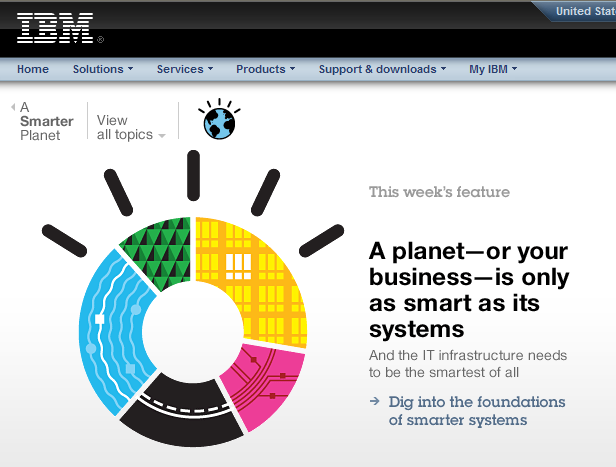 IBM®
United Stat
Home Solutions Services Products Support & downloads My IBM
A
Smarter
Planet
View
all topics
This week's feature
A planet—or your
business—is only
as smart as its
systems
And the IT infrastructure needs
to be the smartest of all
Dig into the foundations
of smarter systems